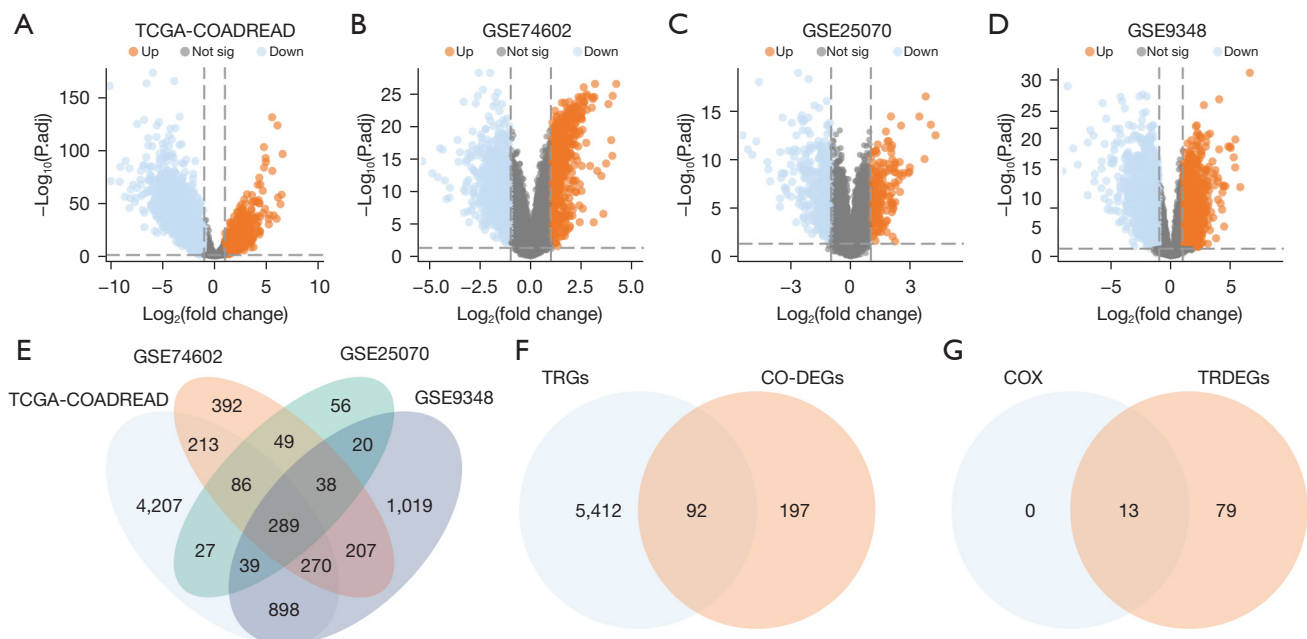 A
TCGA-COADREAD
Up Not sig Down
−Log₁₀(P.adj)
150
100
50
0
−10 −5 0 5 10
Log₂(fold change)
B
GSE74602
Up Not sig Down
−Log₁₀(P.adj)
25
20
15
10
5
0
−5.0 −2.5 0.0 2.5 5.0
Log₂(fold change)
C
GSE25070
Up Not sig Down
−Log₁₀(P.adj)
15
10
5
0
−3 0 3
Log₂(fold change)
D
GSE9348
Up Not sig Down
−Log₁₀(P.adj)
30
25
20
15
10
5
0
−5 0 5
Log₂(fold change)
E
GSE74602
GSE25070
TCGA-COADREAD
GSE9348
392
56
213
49
20
86
38
4,207
1,019
289
27
39
270
207
898
F
TRGs
CO-DEGs
5,412
92
197
G
COX
TRDEGs
0
13
79